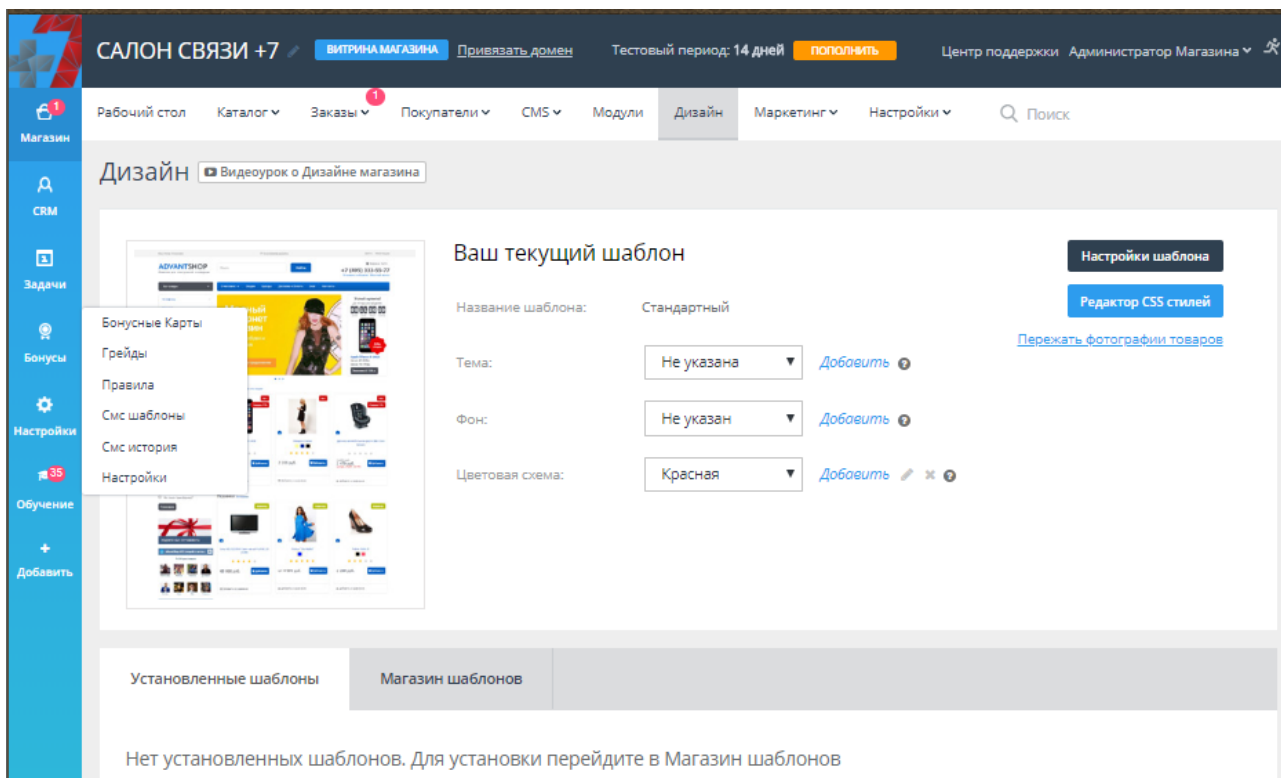 +7
САЛОН СВЯЗИ +7 ВИТРИНА МАГАЗИНА Привязать домен Тестовый период: 14 дней ПОПОЛНИТЬ Центр поддержки Администратор Магазина
1
Магазин
CRM
Задачи
Бонусы
Настройки
35
Обучение
+
Добавить
Рабочий стол Каталог Заказы 1 Покупатели CMS Модули Дизайн Маркетинг Настройки Поиск
Дизайн Видеоурок о Дизайне магазина
Бонусные Карты
Грейды
Правила
Смс шаблоны
Смс история
Настройки
ADVANTSHOP
Ваш текущий шаблон
Название шаблона: Стандартный
Тема: Не указана Добавить ?
Фон: Не указан Добавить ?
Цветовая схема: Красная Добавить ?
Настройки шаблона
Редактор CSS стилей
Пережать фотографии товаров
Установленные шаблоны Магазин шаблонов
Нет установленных шаблонов. Для установки перейдите в Магазин шаблонов